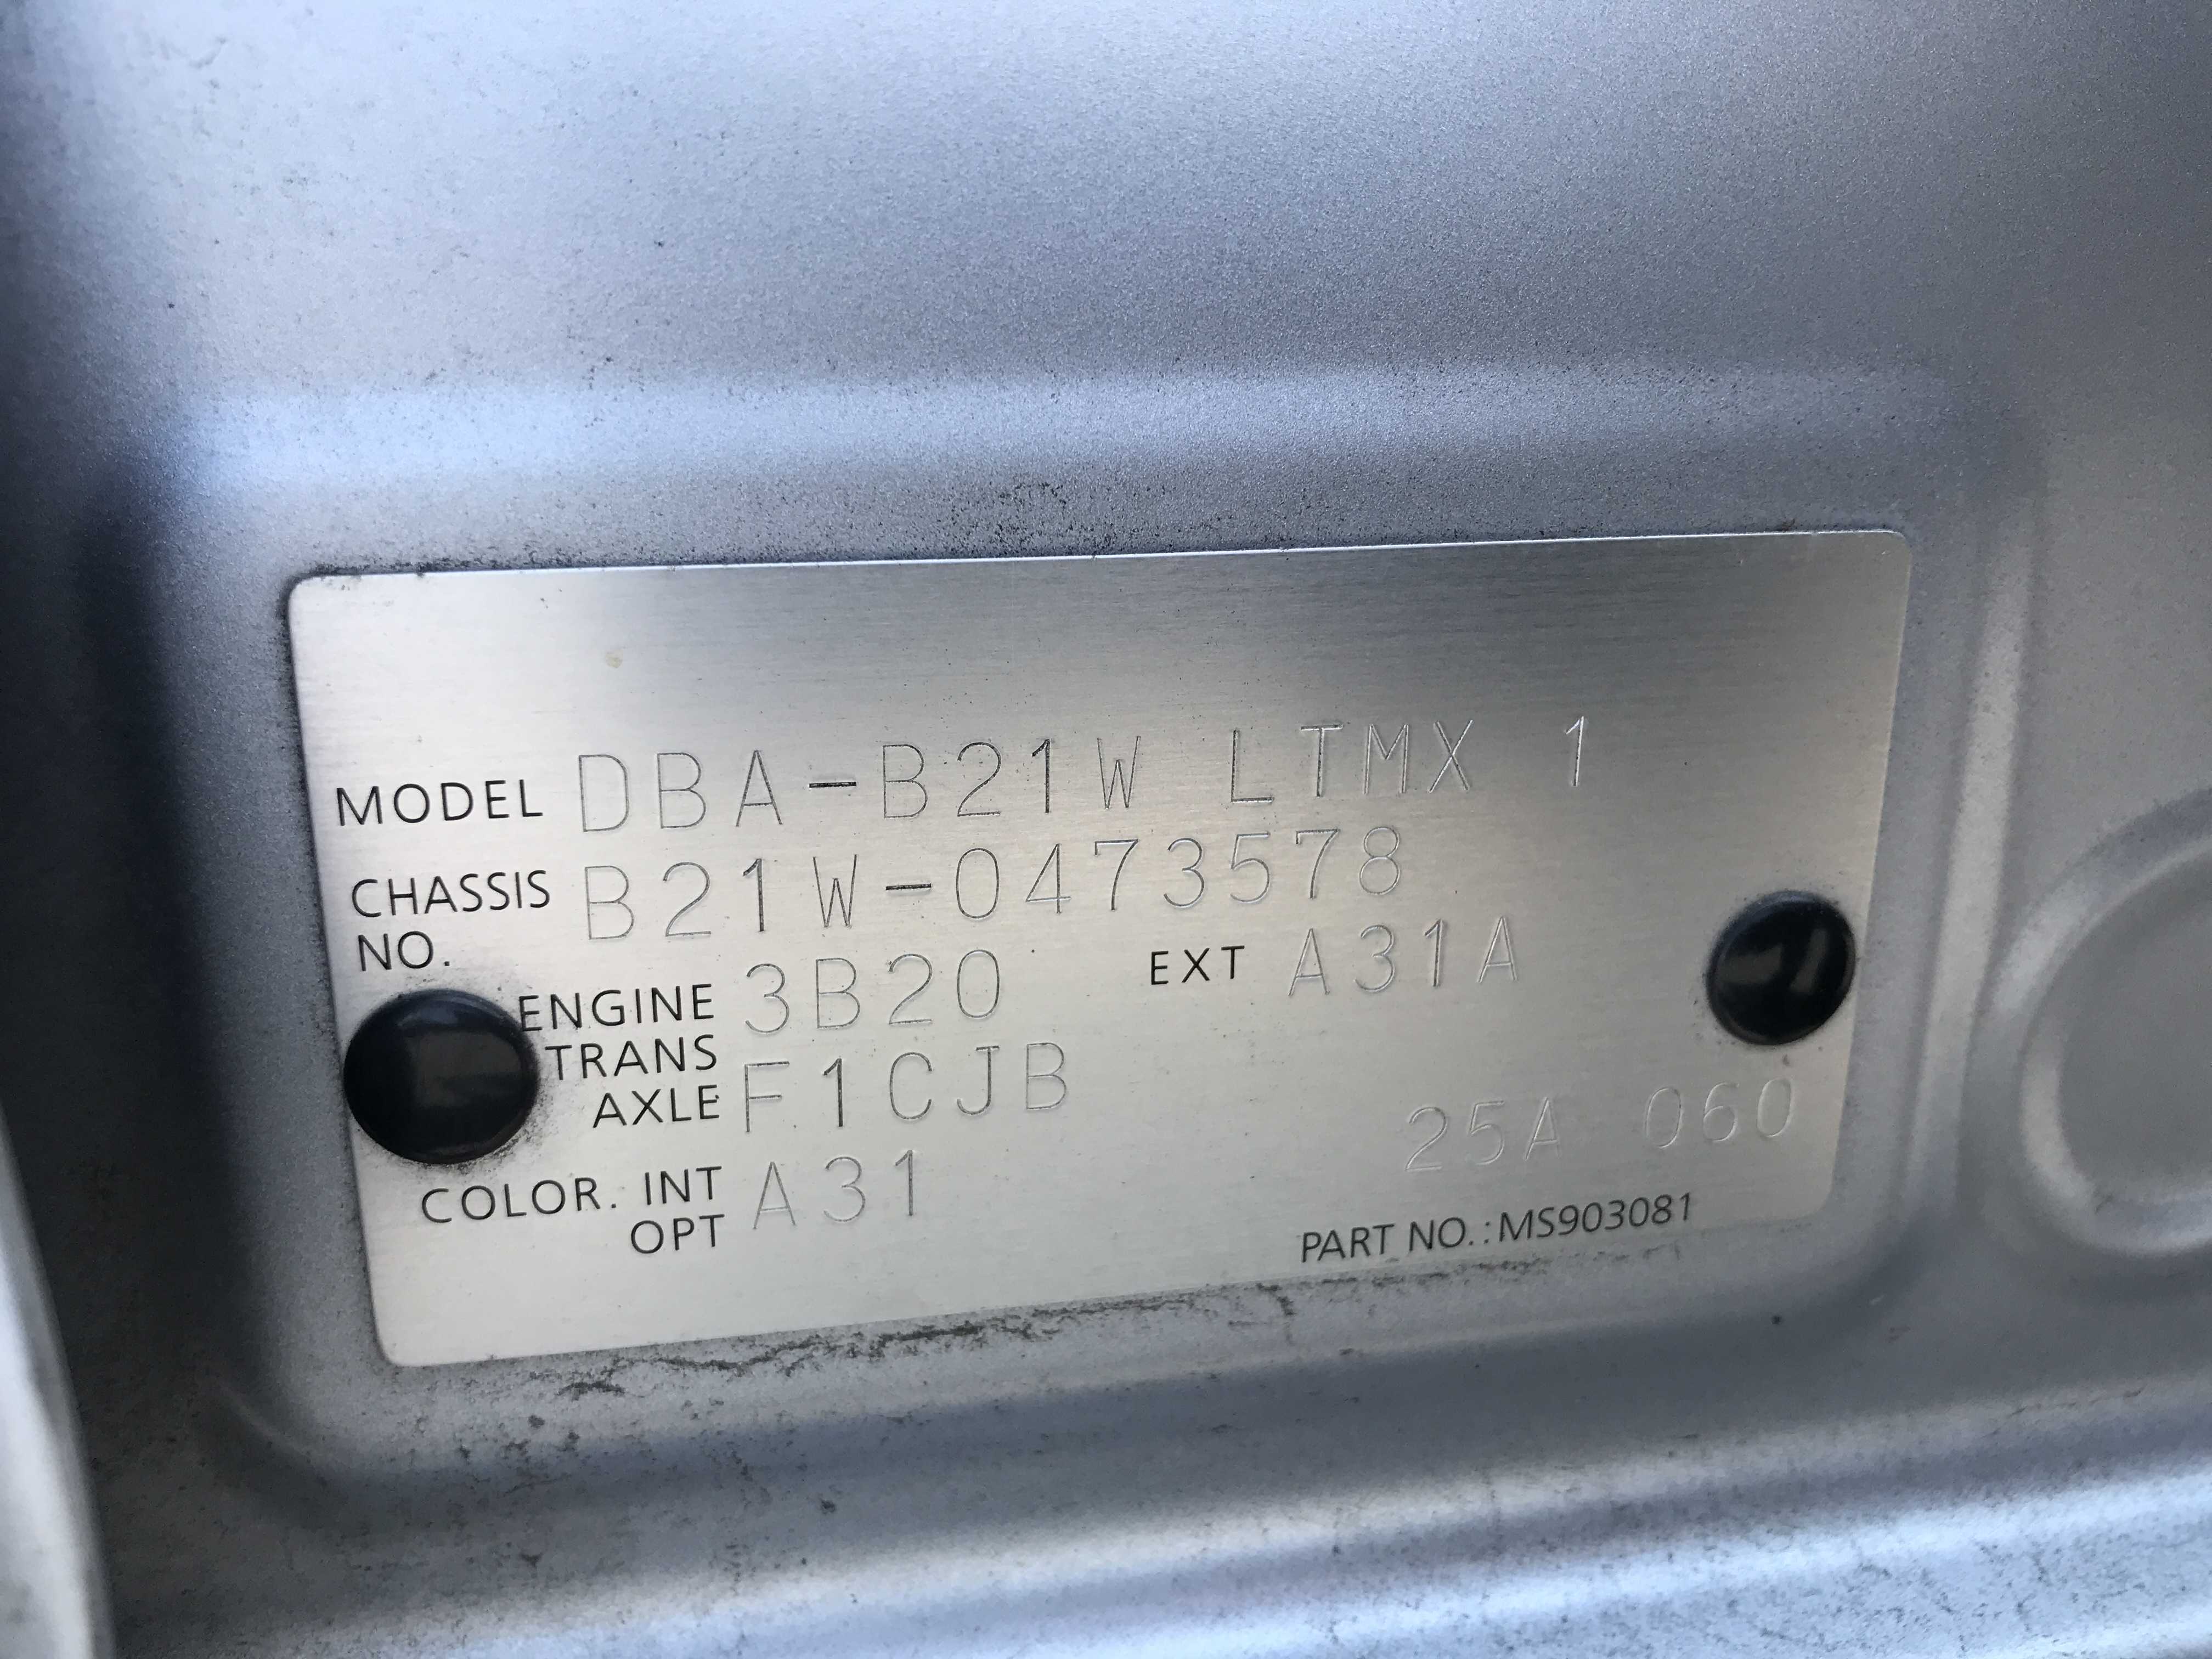 MODEL DBA-B21W LTMX 1
CHASSIS NO. B21W-0473578
ENGINE 3B20 EXT A31A
TRANS AXLE F1CJB
25A 060
COLOR. INT OPT A31
PART NO.:MS903081